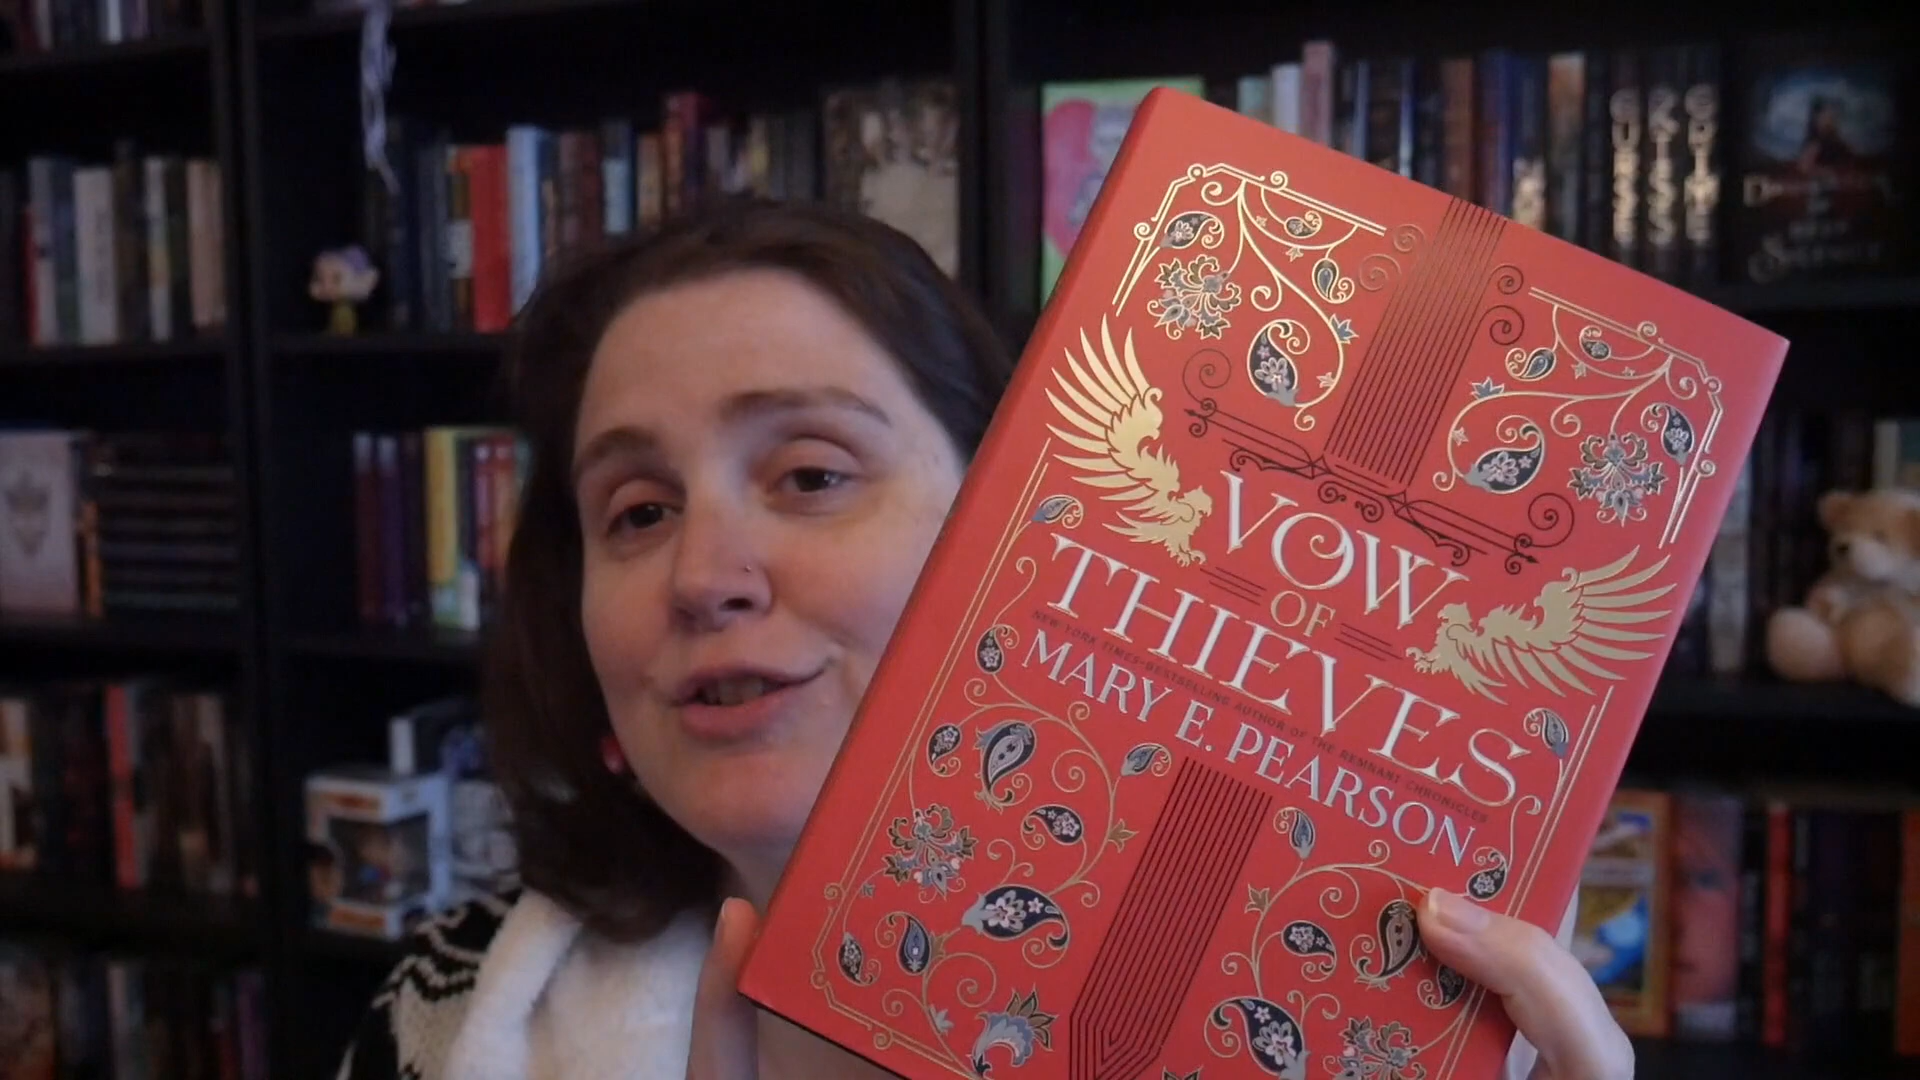 VOW
OF
THIEVES
NEW YORK TIMES-BESTSELLING AUTHOR OF THE REMNANT CHRONICLES
MARY E. PEARSON